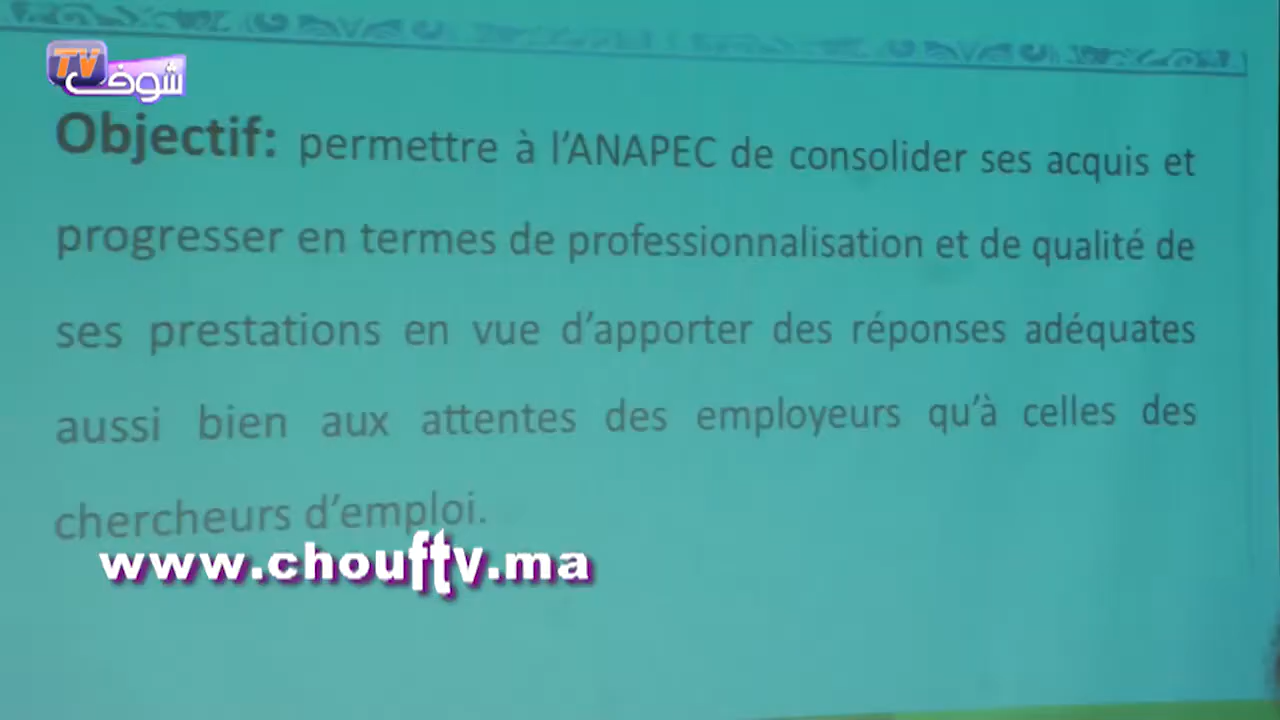 TV شوف
Objectif: permettre à l'ANAPEC de consolider ses acquis et
progresser en termes de professionnalisation et de qualité de
ses prestations en vue d'apporter des réponses adéquates
aussi bien aux attentes des employeurs qu'à celles des
chercheurs d'emploi.
www.chouftv.ma